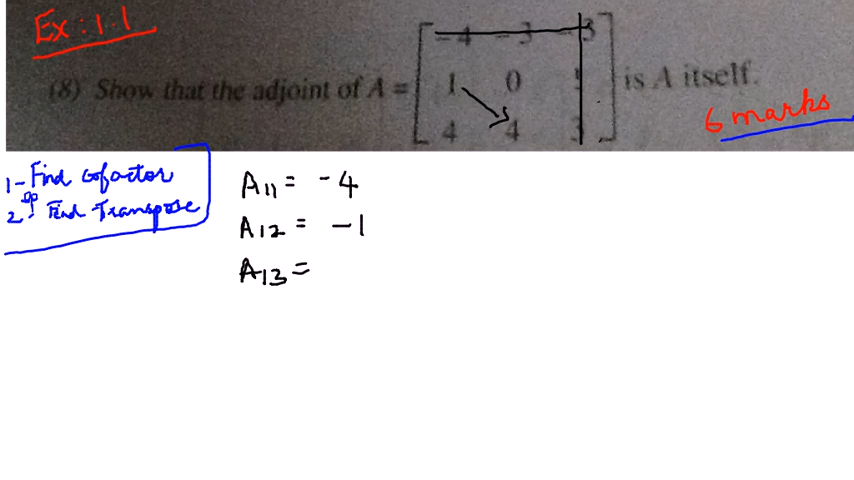 Ex: 1.1
(8) Show that the adjoint of A = [ -4 -3 -3
1 0 1
4 4 3 ] is A itself.
6 marks
1- Find cofactor
2- Find Transpose
A11 = -4
A12 = -1
A13 =